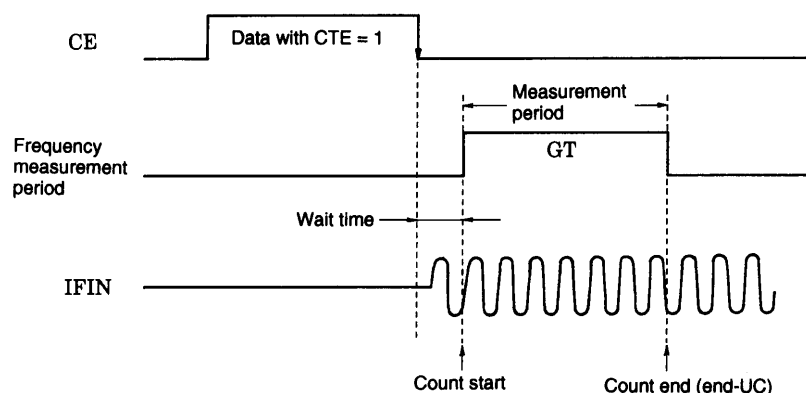 CE
Data with CTE = 1
Measurement
period
Frequency
measurement
period
GT
Wait time
IFIN
Count start
Count end (end-UC)